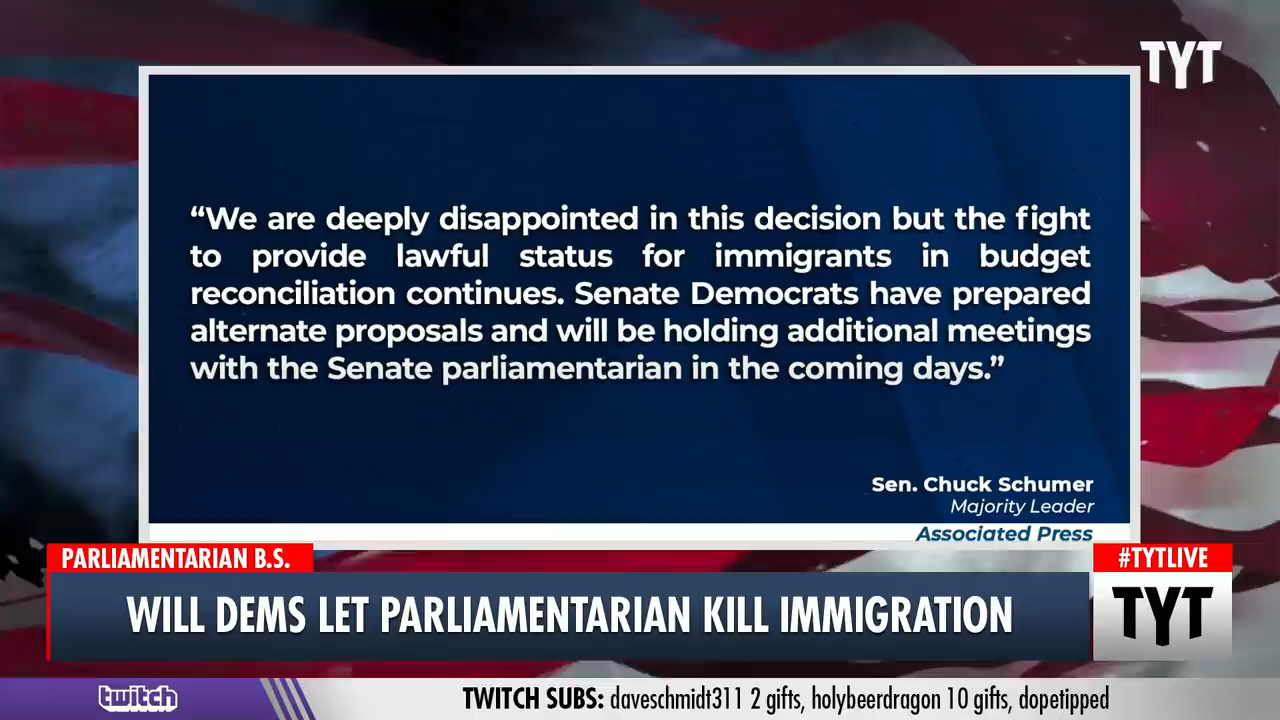 TYT
“We are deeply disappointed in this decision but the fight
to provide lawful status for immigrants in budget
reconciliation continues. Senate Democrats have prepared
alternate proposals and will be holding additional meetings
with the Senate parliamentarian in the coming days.”
Sen. Chuck Schumer
Majority Leader
Associated Press
PARLIAMENTARIAN B.S.
#TYTLIVE
WILL DEMS LET PARLIAMENTARIAN KILL IMMIGRATION
TYT
twitch
TWITCH SUBS: daveschmidt311 2 gifts, holybeerdragon 10 gifts, dopetipped